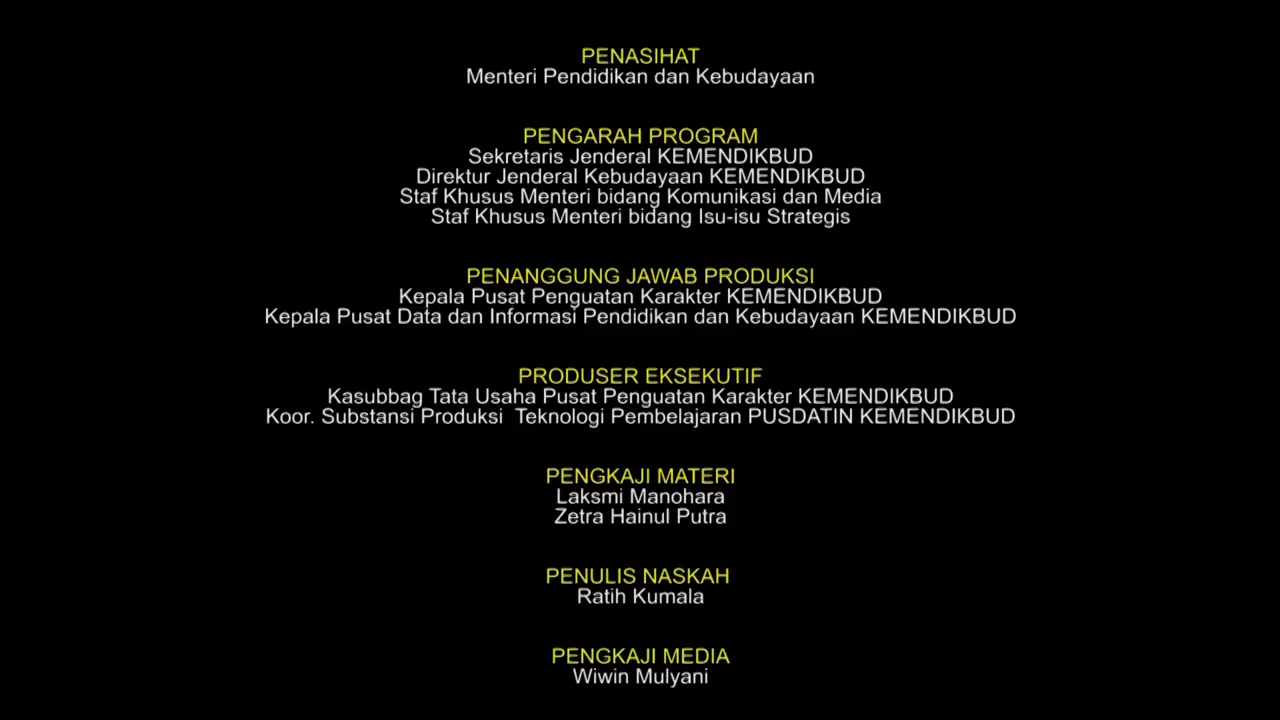 PENASIHAT
Menteri Pendidikan dan Kebudayaan
PENGARAH PROGRAM
Sekretaris Jenderal KEMENDIKBUD
Direktur Jenderal Kebudayaan KEMENDIKBUD
Staf Khusus Menteri bidang Komunikasi dan Media
Staf Khusus Menteri bidang Isu-isu Strategis
PENANGGUNG JAWAB PRODUKSI
Kepala Pusat Penguatan Karakter KEMENDIKBUD
Kepala Pusat Data dan Informasi Pendidikan dan Kebudayaan KEMENDIKBUD
PRODUSER EKSEKUTIF
Kasubbag Tata Usaha Pusat Penguatan Karakter KEMENDIKBUD
Koor. Substansi Produksi  Teknologi Pembelajaran PUSDATIN KEMENDIKBUD
PENGKAJI MATERI
Laksmi Manohara
Zetra Hainul Putra
PENULIS NASKAH
Ratih Kumala
PENGKAJI MEDIA
Wiwin Mulyani